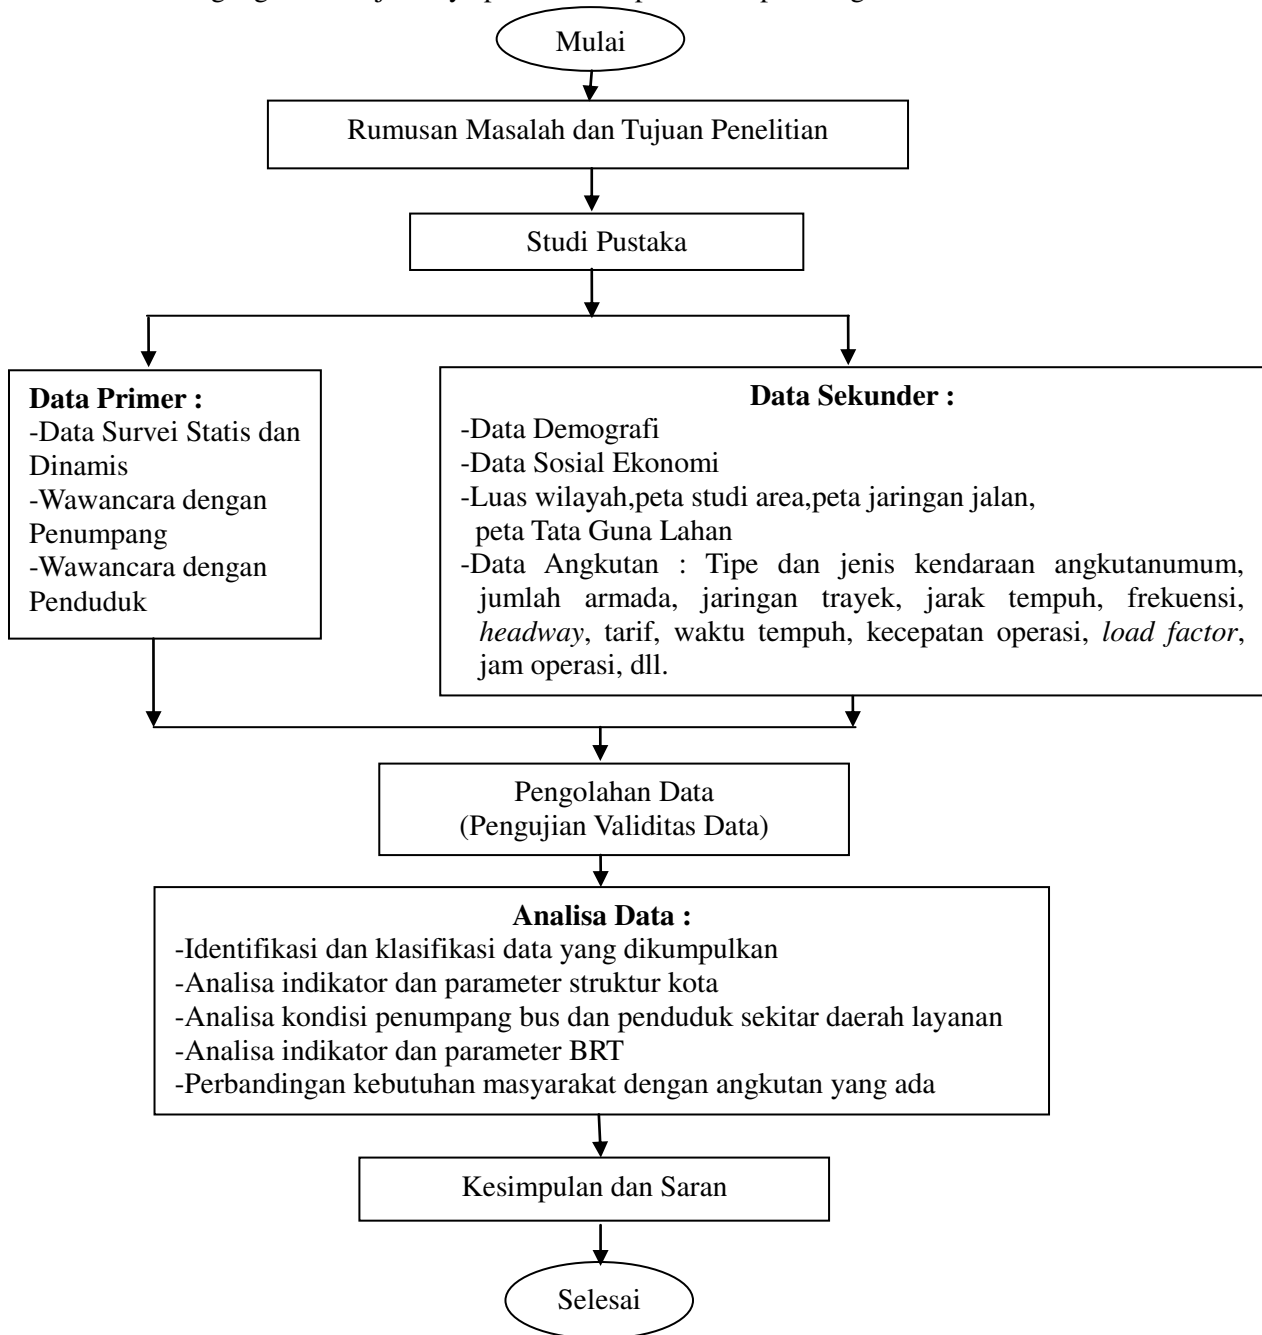 Mulai
Rumusan Masalah dan Tujuan Penelitian
Studi Pustaka
Data Primer :
-Data Survei Statis dan
Dinamis
-Wawancara dengan
Penumpang
-Wawancara dengan
Penduduk
Data Sekunder :
-Data Demografi
-Data Sosial Ekonomi
-Luas wilayah,peta studi area,peta jaringan jalan,
peta Tata Guna Lahan
-Data Angkutan : Tipe dan jenis kendaraan angkutanumum,
jumlah armada, jaringan trayek, jarak tempuh, frekuensi,
headway, tarif, waktu tempuh, kecepatan operasi, load factor,
jam operasi, dll.
Pengolahan Data
(Pengujian Validitas Data)
Analisa Data :
-Identifikasi dan klasifikasi data yang dikumpulkan
-Analisa indikator dan parameter struktur kota
-Analisa kondisi penumpang bus dan penduduk sekitar daerah layanan
-Analisa indikator dan parameter BRT
-Perbandingan kebutuhan masyarakat dengan angkutan yang ada
Kesimpulan dan Saran
Selesai